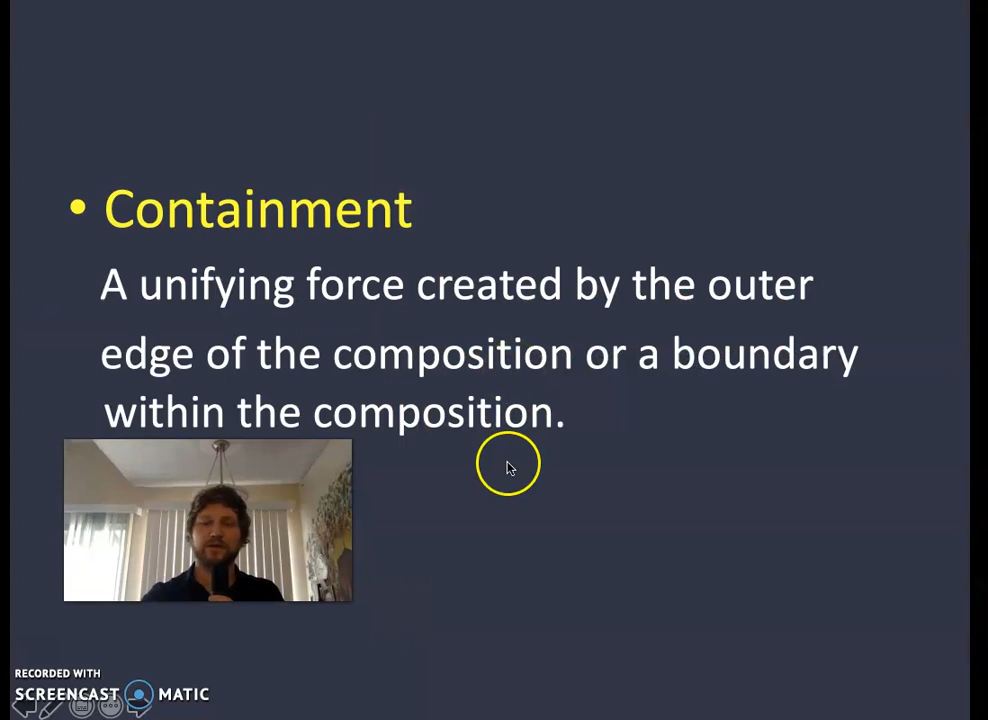 • Containment
A unifying force created by the outer
edge of the composition or a boundary
within the composition.
RECORDED WITH
SCREENCAST MATIC